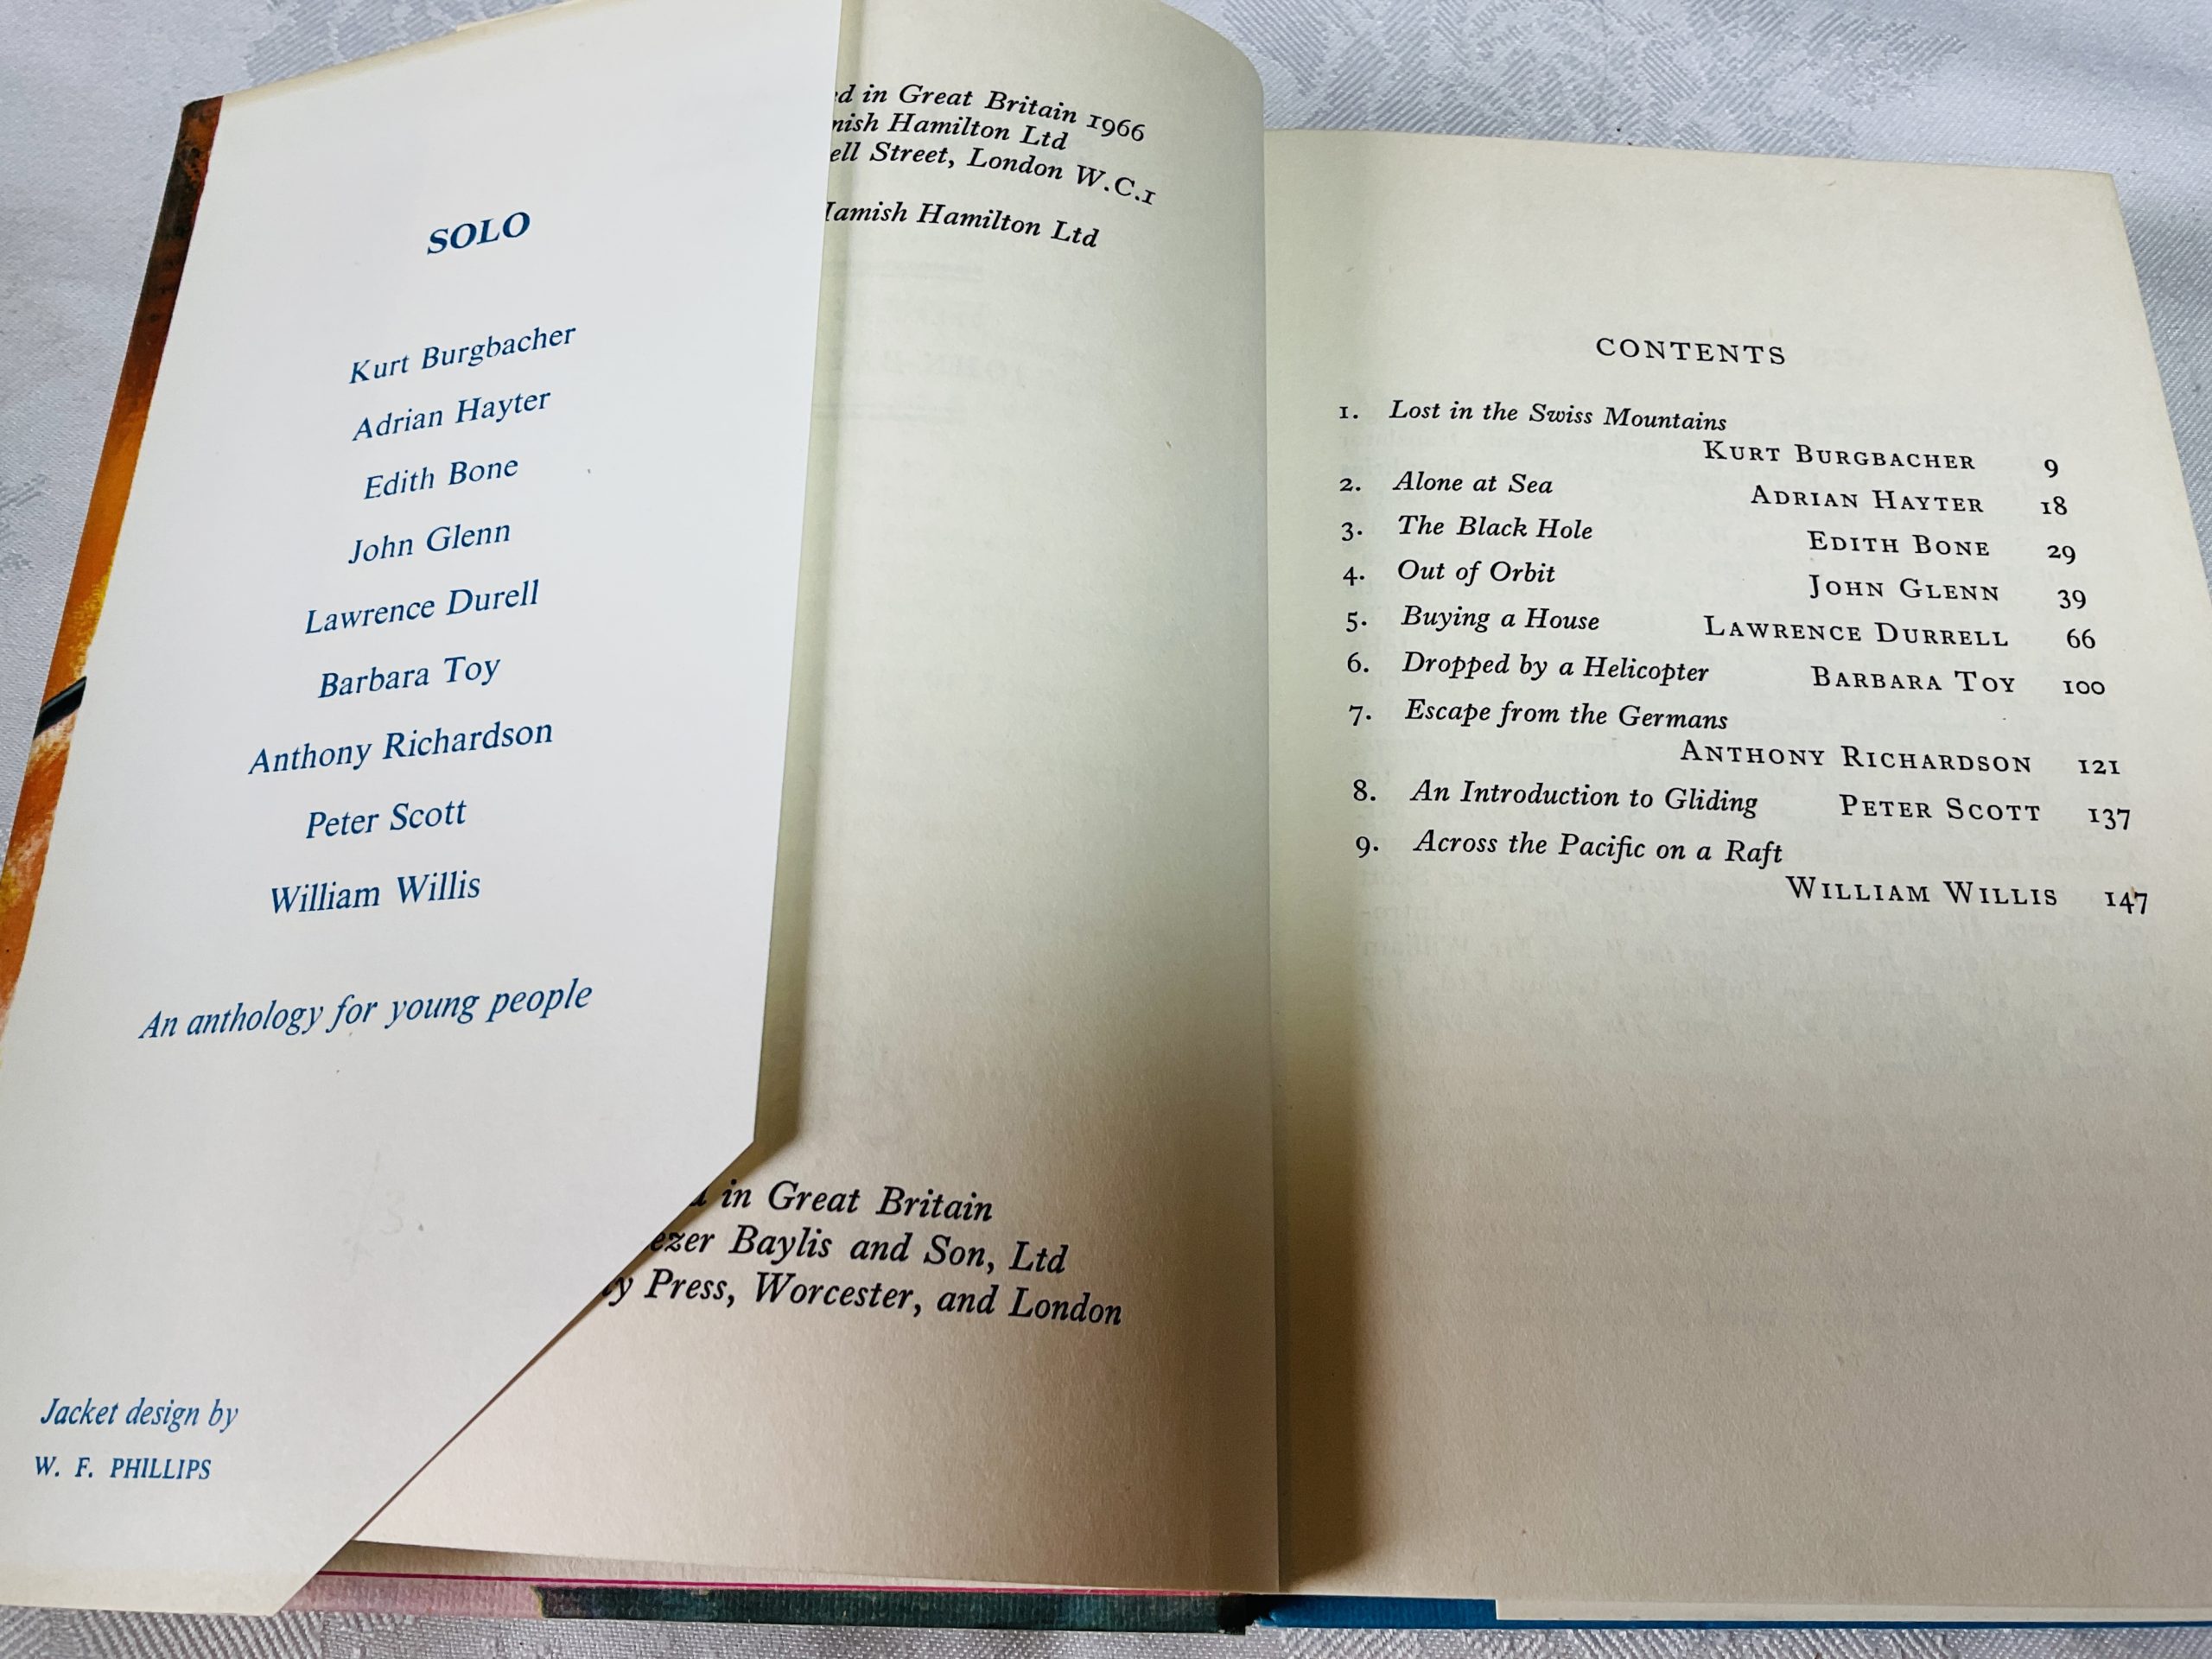 SOLO
Kurt Burgbacher
Adrian Hayter
Edith Bone
John Glenn
Lawrence Durell
Barbara Toy
Anthony Richardson
Peter Scott
William Willis
An anthology for young people
Jacket design by
W. F. PHILLIPS
in Great Britain 1966
Hamilton Ltd
Street, London W.C.1
Hamilton Ltd
in Great Britain
Baylis and Son, Ltd
Press, Worcester, and London
CONTENTS
1. Lost in the Swiss Mountains
KURT BURGBACHER 9
2. Alone at Sea ADRIAN HAYTER 18
3. The Black Hole EDITH BONE 29
4. Out of Orbit JOHN GLENN 39
5. Buying a House LAWRENCE DURRELL 66
6. Dropped by a Helicopter BARBARA TOY 100
7. Escape from the Germans
ANTHONY RICHARDSON 121
8. An Introduction to Gliding PETER SCOTT 137
9. Across the Pacific on a Raft
WILLIAM WILLIS 147